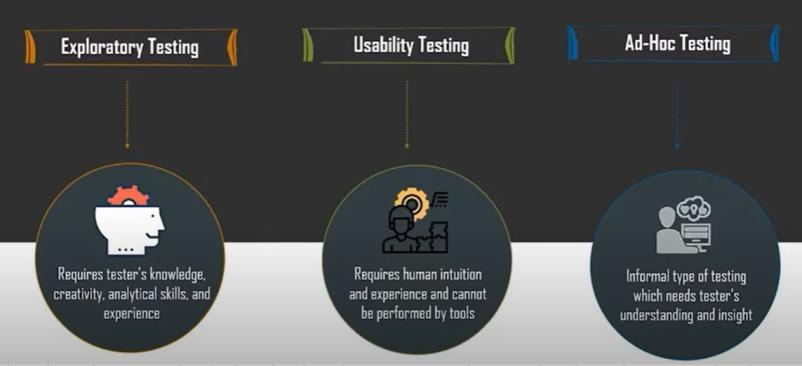 Exploratory Testing
Usability Testing
Ad-Hoc Testing
Requires tester's knowledge,
creativity, analytical skills, and
experience
Requires human intuition
and experience and cannot
be performed by tools
Informal type of testing
which needs tester's
understanding and insight